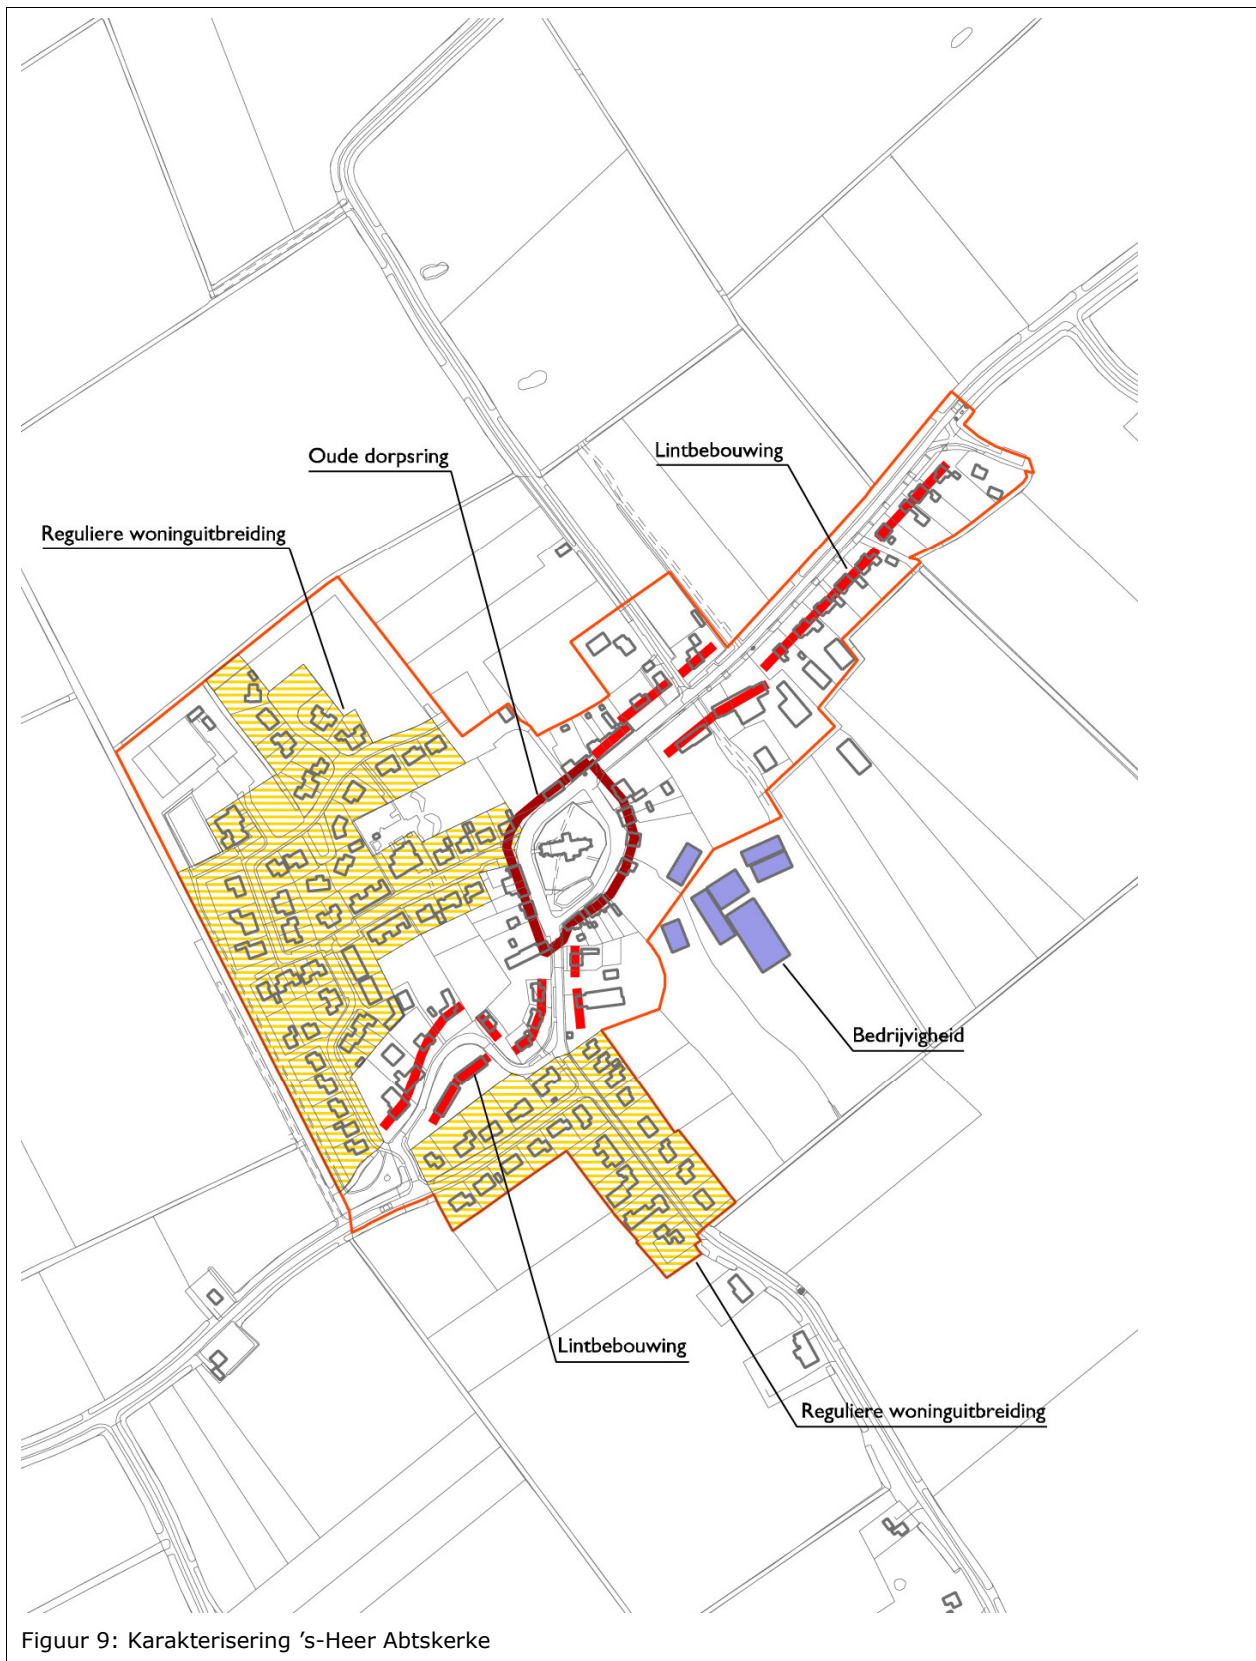 Oude dorpsring
Lintbebouwing
Reguliere woninguitbreiding
Bedrijvigheid
Lintbebouwing
Reguliere woninguitbreiding
Figuur 9: Karakterisering ’s-Heer Abtskerke